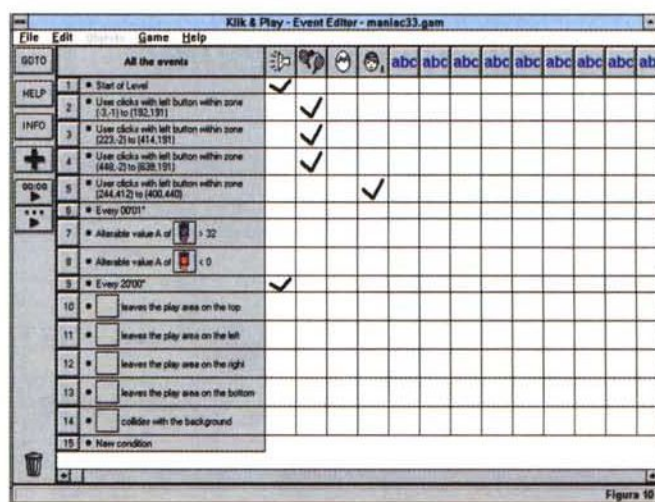 Klik & Play - Event Editor - maniac33.gam
File Edit Objects Game Help
GOTO All the events abc abc abc abc abc abc abc abc ab
HELP
INFO
00:00
1 • Start of Level
2 • User clicks with left button within zone
(-3,-1) to (192,191)
3 • User clicks with left button within zone
(223,-2) to (414,191)
4 • User clicks with left button within zone
(448,-2) to (639,191)
5 • User clicks with left button within zone
(244,412) to (400,440)
6 • Every 00'01"
7 • Alterable value A of > 32
8 • Alterable value A of < 0
9 • Every 20'00"
10 • leaves the play area on the top
11 • leaves the play area on the left
12 • leaves the play area on the right
13 • leaves the play area on the bottom
14 • collides with the background
15 • New condition
Figura 10